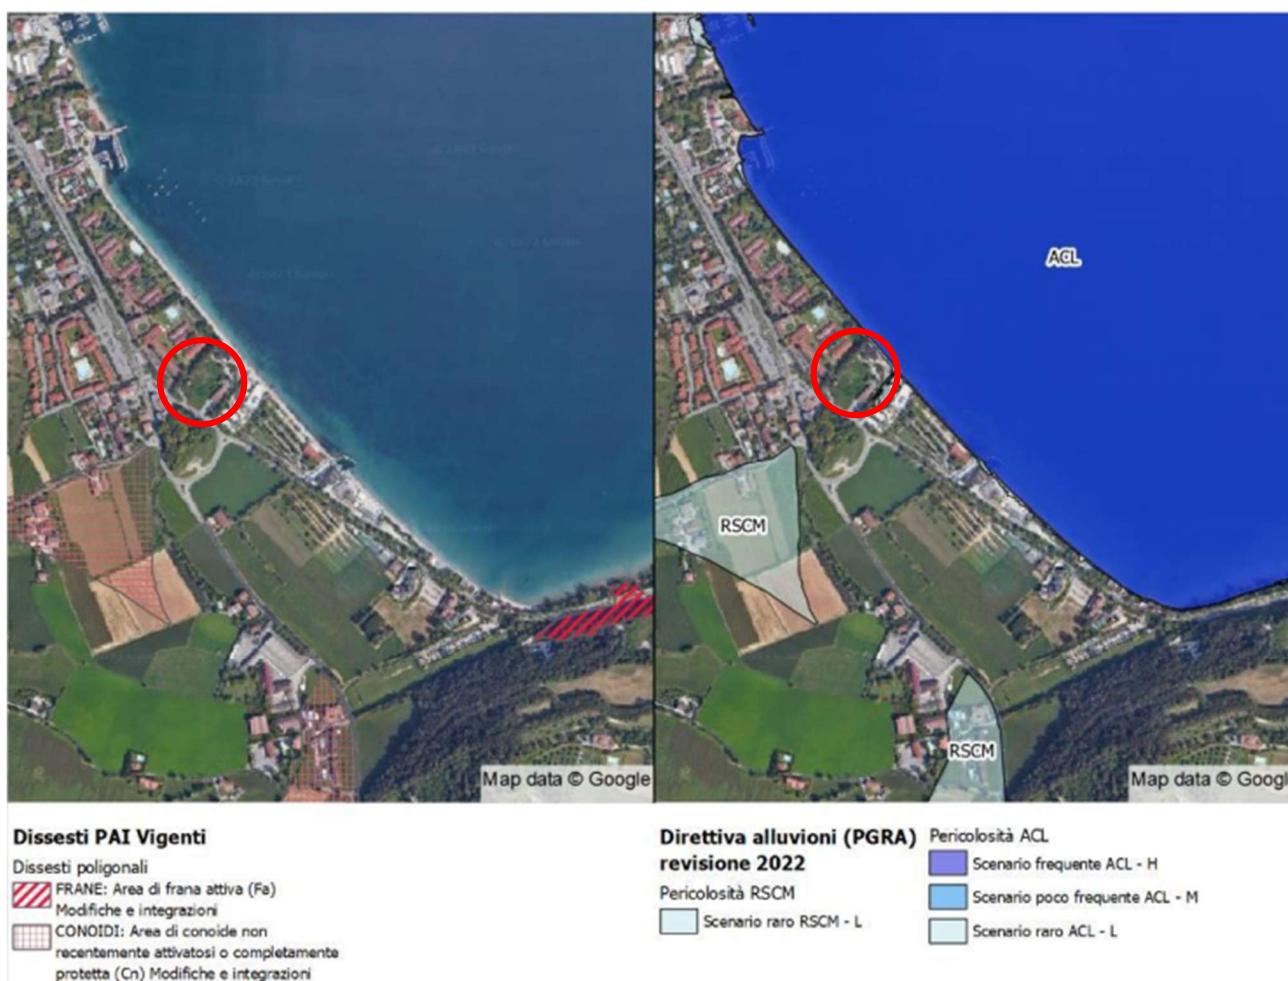 ACL
RSCM
RSCM
Map data © Google
Map data © Googl
Dissesti PAI Vigenti
Dissesti poligonali
FRANE: Area di frana attiva (Fa)
Modifiche e integrazioni
CONOIDI: Area di conoide non
recentemente attivatosi o completamente
protetta (Cn) Modifiche e integrazioni
Direttiva alluvioni (PGRA)
revisione 2022
Pericolosità RSCM
Scenario raro RSCM - L
Pericolosità ACL
Scenario frequente ACL - H
Scenario poco frequente ACL - M
Scenario raro ACL - L